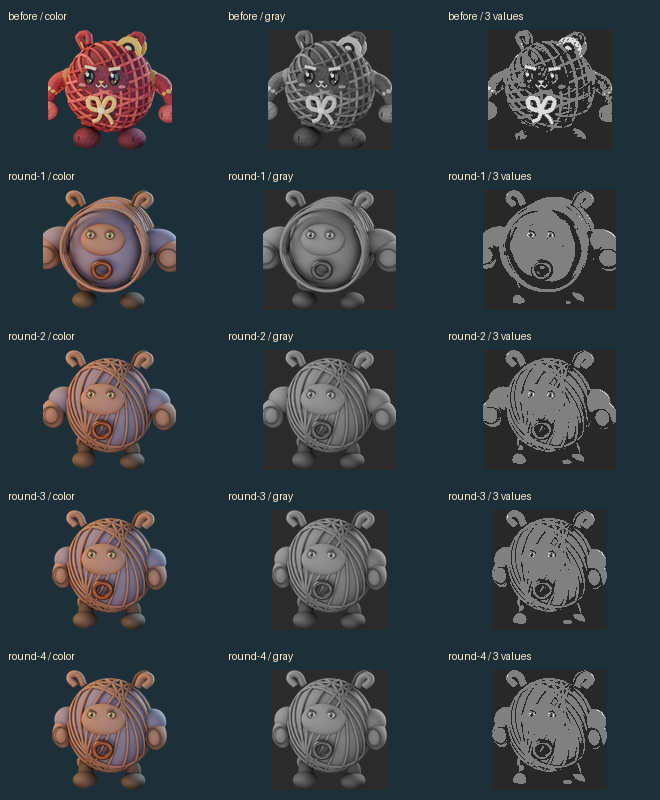 before / color
before / gray
before / 3 values
round-1 / color
round-1 / gray
round-1 / 3 values
round-2 / color
round-2 / gray
round-2 / 3 values
round-3 / color
round-3 / gray
round-3 / 3 values
round-4 / color
round-4 / gray
round-4 / 3 values